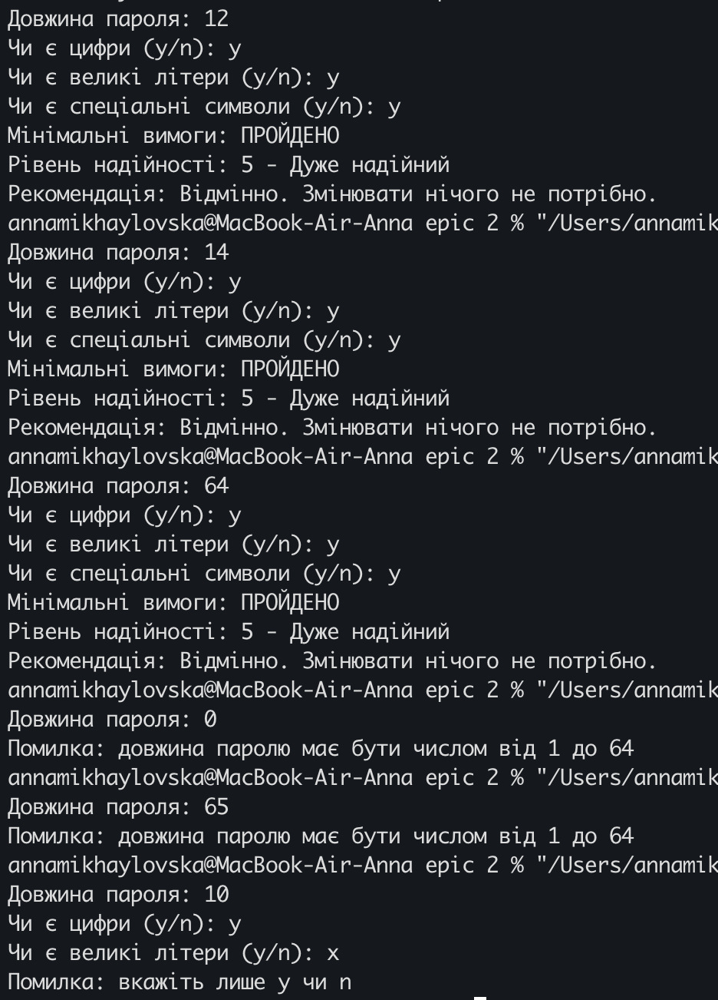 Довжина пароля: 12
Чи є цифри (y/n): y
Чи є великі літери (y/n): y
Чи є спеціальні символи (y/n): y
Мінімальні вимоги: ПРОЙДЕНО
Рівень надійності: 5 - Дуже надійний
Рекомендація: Відмінно. Змінювати нічого не потрібно.
annamikhaylovska@MacBook-Air-Anna epic 2 % "/Users/annamik
Довжина пароля: 14
Чи є цифри (y/n): y
Чи є великі літери (y/n): y
Чи є спеціальні символи (y/n): y
Мінімальні вимоги: ПРОЙДЕНО
Рівень надійності: 5 - Дуже надійний
Рекомендація: Відмінно. Змінювати нічого не потрібно.
annamikhaylovska@MacBook-Air-Anna epic 2 % "/Users/annamik
Довжина пароля: 64
Чи є цифри (y/n): y
Чи є великі літери (y/n): y
Чи є спеціальні символи (y/n): y
Мінімальні вимоги: ПРОЙДЕНО
Рівень надійності: 5 - Дуже надійний
Рекомендація: Відмінно. Змінювати нічого не потрібно.
annamikhaylovska@MacBook-Air-Anna epic 2 % "/Users/annamik
Довжина пароля: 0
Помилка: довжина паролю має бути числом від 1 до 64
annamikhaylovska@MacBook-Air-Anna epic 2 % "/Users/annamik
Довжина пароля: 65
Помилка: довжина паролю має бути числом від 1 до 64
annamikhaylovska@MacBook-Air-Anna epic 2 % "/Users/annamik
Довжина пароля: 10
Чи є цифри (y/n): y
Чи є великі літери (y/n): x
Помилка: вкажіть лише y чи n